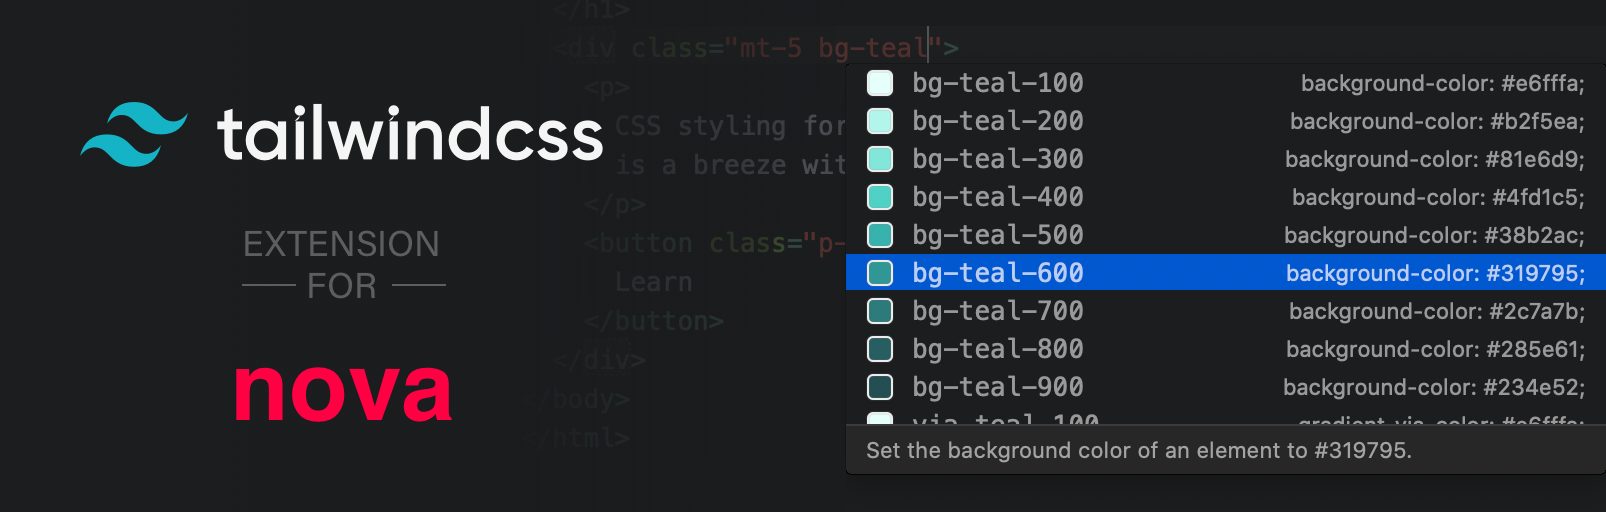 tailwindcss
EXTENSION
FOR
nova
</h1>
<div class="mt-5 bg-teal">
<p>
CSS styling for
is a breeze wit
</p>
<button class="p-
Learn
</button>
</div>
</body>
</html>
bg-teal-100 background-color: #e6fffa;
bg-teal-200 background-color: #b2f5ea;
bg-teal-300 background-color: #81e6d9;
bg-teal-400 background-color: #4fd1c5;
bg-teal-500 background-color: #38b2ac;
bg-teal-600 background-color: #319795;
bg-teal-700 background-color: #2c7a7b;
bg-teal-800 background-color: #285e61;
bg-teal-900 background-color: #234e52;
via-teal-100 gradient-via-color: #e6fffa;
Set the background color of an element to #319795.